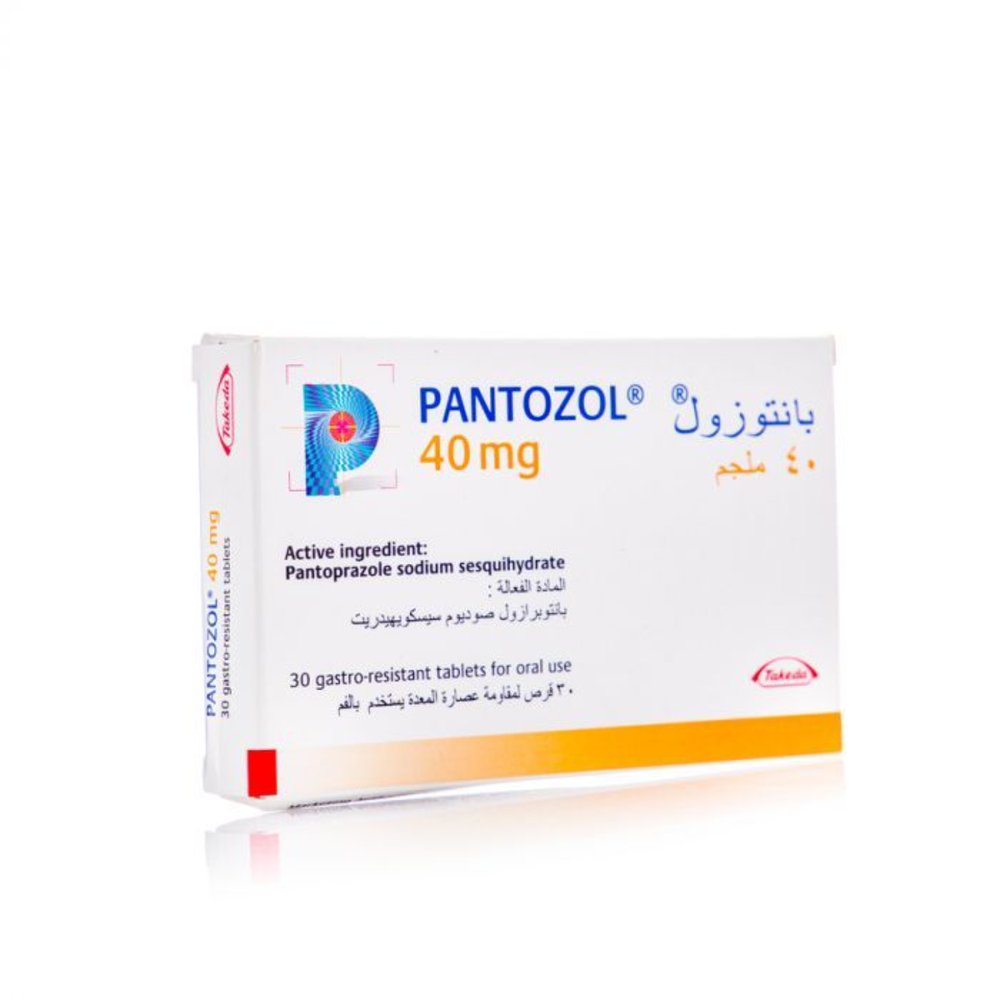 Takeda
PANTOZOL® 40 mg
30 gastro-resistant tablets
PANTOZOL®
40 mg
بانتوزول®
٤٠ ملجم
Active ingredient:
Pantoprazole sodium sesquihydrate
المادة الفعالة :
بانتوبرازول صوديوم سيسكويهيدريت
30 gastro-resistant tablets for oral use
٣٠ قرص لمقاومة عصارة المعدة يستخدم بالفم
Takeda